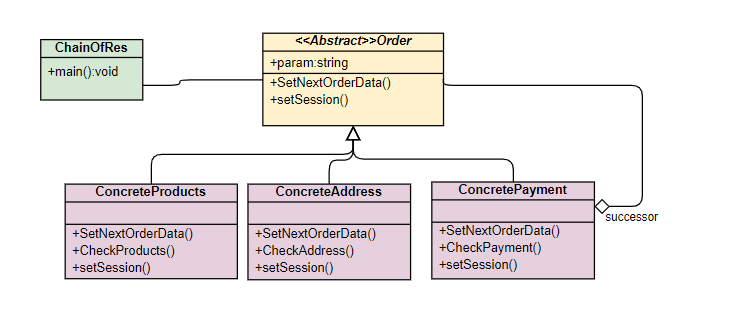 ChainOfRes
+main():void
<<Abstract>>Order
+param:string
+SetNextOrderData()
+setSession()
ConcreteProducts
+SetNextOrderData()
+CheckProducts()
+setSession()
ConcreteAddress
+SetNextOrderData()
+CheckAddress()
+setSession()
ConcretePayment
+SetNextOrderData()
+CheckPayment()
+setSession()
successor